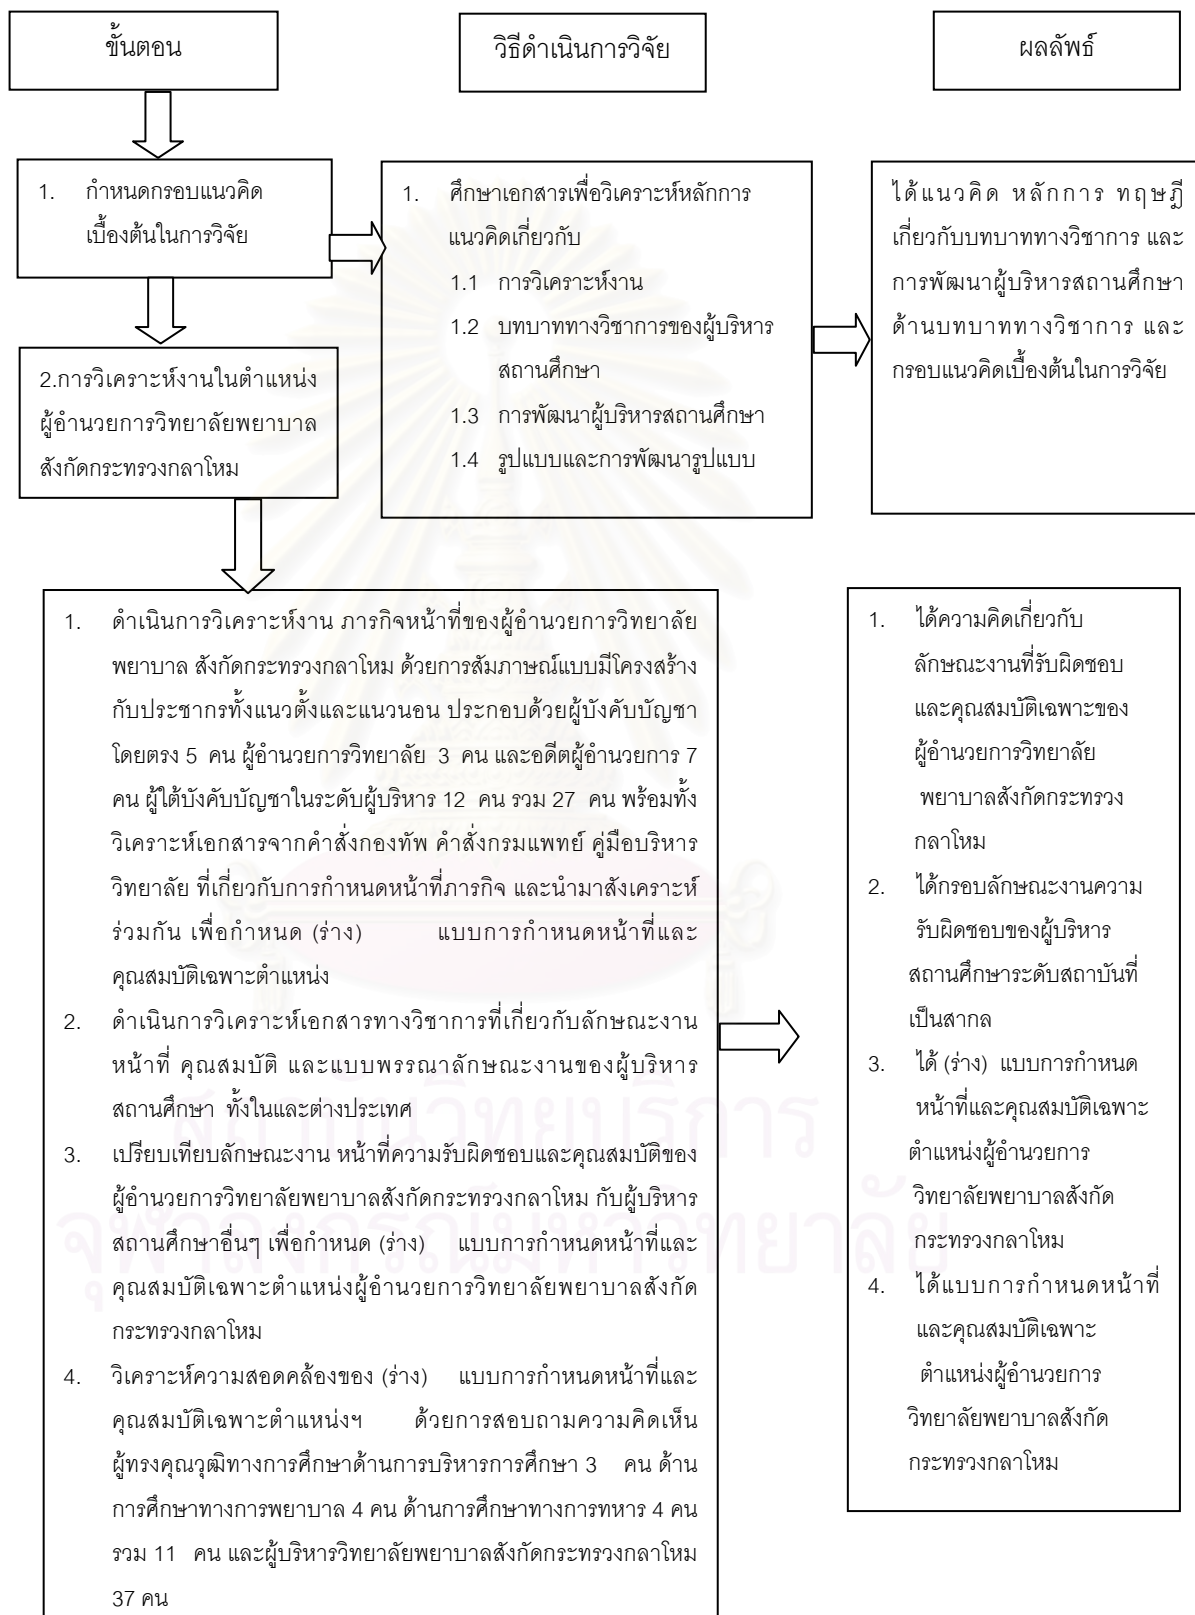 ขั้นตอน
วิธีดำเนินการวิจัย
ผลลัพธ์
1. กำหนดกรอบแนวคิด
เบื้องต้นในการวิจัย
1. ศึกษาเอกสารเพื่อวิเคราะห์หลักการ
แนวคิดเกี่ยวกับ
1.1 การวิเคราะห์งาน
1.2 บทบาททางวิชาการของผู้บริหาร
สถานศึกษา
1.3 การพัฒนาผู้บริหารสถานศึกษา
1.4 รูปแบบและการพัฒนารูปแบบ
ได้แนวคิด หลักการ ทฤษฎี
เกี่ยวกับบทบาททางวิชาการ และ
การพัฒนาผู้บริหารสถานศึกษา
ด้านบทบาททางวิชาการ และ
กรอบแนวคิดเบื้องต้นในการวิจัย
2.การวิเคราะห์งานในตำแหน่ง
ผู้อำนวยการวิทยาลัยพยาบาล
สังกัดกระทรวงกลาโหม
1. ดำเนินการวิเคราะห์งาน ภารกิจหน้าที่ของผู้อำนวยการวิทยาลัย
พยาบาล สังกัดกระทรวงกลาโหม ด้วยการสัมภาษณ์แบบมีโครงสร้าง
กับประชากรทั้งแนวตั้งและแนวนอน ประกอบด้วยผู้บังคับบัญชา
โดยตรง 5 คน ผู้อำนวยการวิทยาลัย 3 คน และอดีตผู้อำนวยการ 7
คน ผู้ใต้บังคับบัญชาในระดับผู้บริหาร 12 คน รวม 27 คน พร้อมทั้ง
วิเคราะห์เอกสารจากคำสั่งกองทัพ คำสั่งกรมแพทย์ คู่มือบริหาร
วิทยาลัย ที่เกี่ยวกับการกำหนดหน้าที่ภารกิจ และนำมาสังเคราะห์
ร่วมกัน เพื่อกำหนด (ร่าง) แบบการกำหนดหน้าที่และ
คุณสมบัติเฉพาะตำแหน่ง
2. ดำเนินการวิเคราะห์เอกสารทางวิชาการที่เกี่ยวกับลักษณะงาน
หน้าที่ คุณสมบัติ และแบบพรรณาลักษณะงานของผู้บริหาร
สถานศึกษา ทั้งในและต่างประเทศ
3. เปรียบเทียบลักษณะงาน หน้าที่ความรับผิดชอบและคุณสมบัติของ
ผู้อำนวยการวิทยาลัยพยาบาลสังกัดกระทรวงกลาโหม กับผู้บริหาร
สถานศึกษาอื่นๆ เพื่อกำหนด (ร่าง) แบบการกำหนดหน้าที่และ
คุณสมบัติเฉพาะตำแหน่งผู้อำนวยการวิทยาลัยพยาบาลสังกัด
กระทรวงกลาโหม
4. วิเคราะห์ความสอดคล้องของ (ร่าง) แบบการกำหนดหน้าที่และ
คุณสมบัติเฉพาะตำแหน่งฯ ด้วยการสอบถามความคิดเห็น
ผู้ทรงคุณวุฒิทางการศึกษาด้านการบริหารการศึกษา 3 คน ด้าน
การศึกษาทางการพยาบาล 4 คน ด้านการศึกษาทางการทหาร 4 คน
รวม 11 คน และผู้บริหารวิทยาลัยพยาบาลสังกัดกระทรวงกลาโหม
37 คน
1. ได้ความคิดเกี่ยวกับ
ลักษณะงานที่รับผิดชอบ
และคุณสมบัติเฉพาะของ
ผู้อำนวยการวิทยาลัย
พยาบาลสังกัดกระทรวง
กลาโหม
2. ได้กรอบลักษณะงานความ
รับผิดชอบของผู้บริหาร
สถานศึกษาระดับสถาบันที่
เป็นสากล
3. ได้ (ร่าง) แบบการกำหนด
หน้าที่และคุณสมบัติเฉพาะ
ตำแหน่งผู้อำนวยการ
วิทยาลัยพยาบาลสังกัด
กระทรวงกลาโหม
4. ได้แบบการกำหนดหน้าที่
และคุณสมบัติเฉพาะ
ตำแหน่งผู้อำนวยการ
วิทยาลัยพยาบาลสังกัด
กระทรวงกลาโหม
สถาบันวิทยบริการ
จุฬาลงกรณ์มหาวิทยาลัย